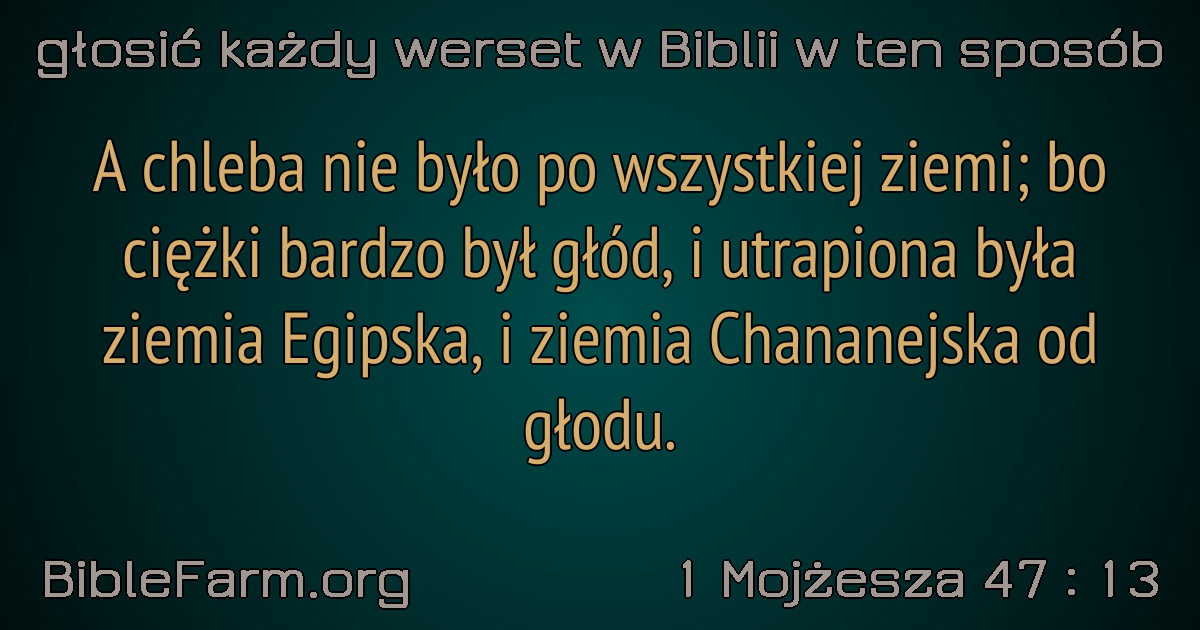 głosić każdy werset w Biblii w ten sposób
A chleba nie było po wszystkiej ziemi; bo
ciężki bardzo był głód, i utrapiona była
ziemia Egipska, i ziemia Chananejska od
głodu.
BibleFarm.org
1 Mojżesza 47 : 13